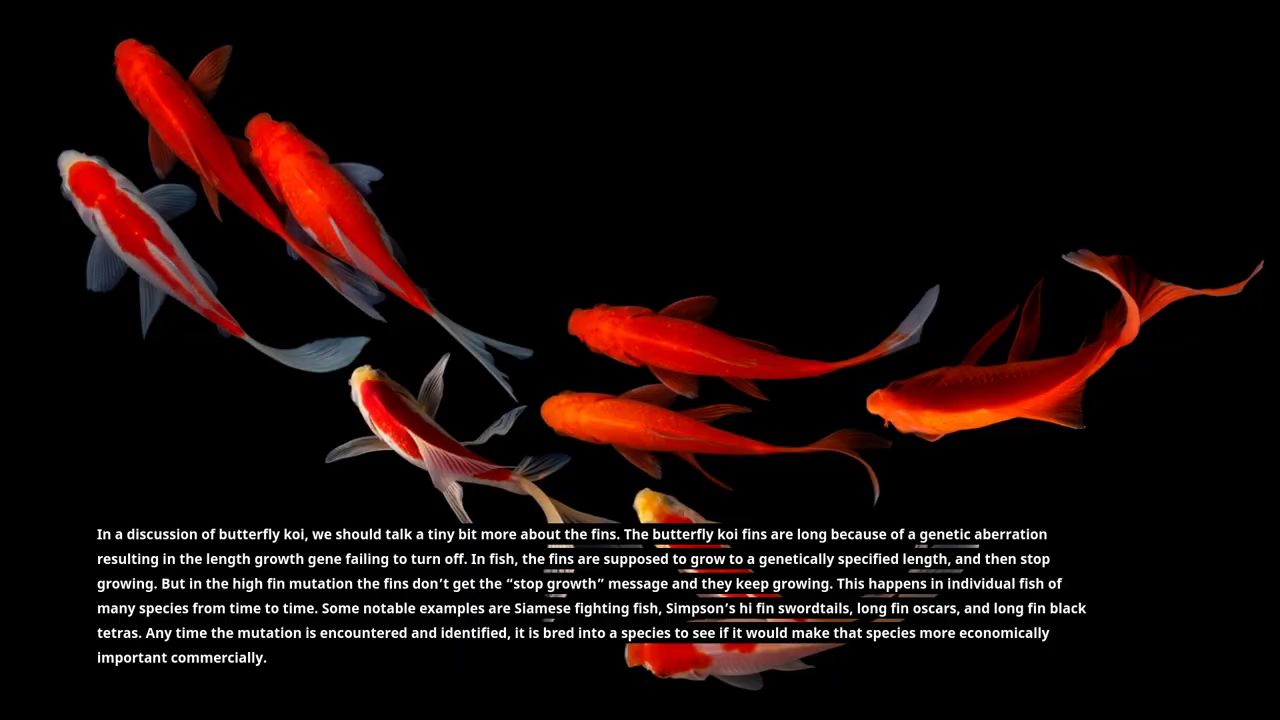 In a discussion of butterfly koi, we should talk a tiny bit more about the fins. The butterfly koi fins are long because of a genetic aberration
resulting in the length growth gene failing to turn off. In fish, the fins are supposed to grow to a genetically specified length, and then stop
growing. But in the high fin mutation the fins don’t get the “stop growth” message and they keep growing. This happens in individual fish of
many species from time to time. Some notable examples are Siamese fighting fish, Simpson’s hi fin swordtails, long fin oscars, and long fin black
tetras. Any time the mutation is encountered and identified, it is bred into a species to see if it would make that species more economically
important commercially.